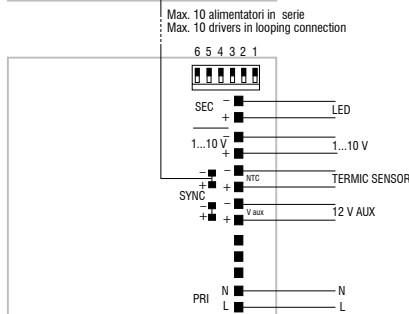 Max. 10 alimentatori in serie
Max. 10 drivers in looping connection
6 5 4 3 2 1
SEC
−
+
LED
1...10 V
−
+
1...10 V
−
+
−
+
NTC
TERMIC SENSOR
SYNC
−
+
−
+
V aux
12 V AUX
PRI
N
L
N
L